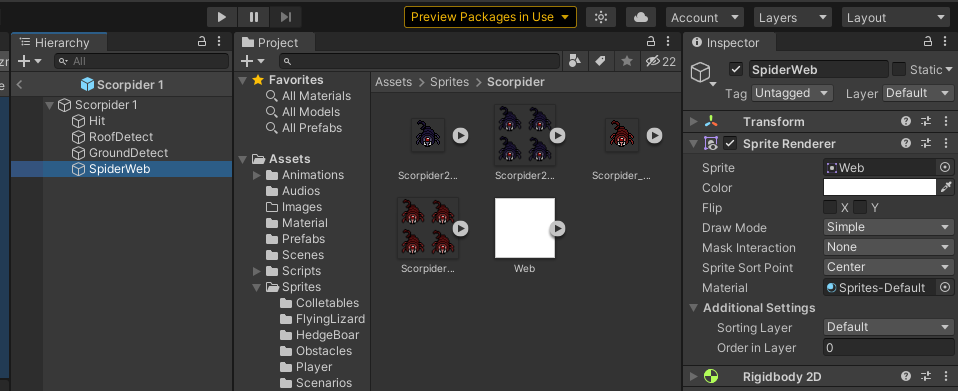 Preview Packages in Use
Account
Layers
Layout
Hierarchy
All
Scorpider 1
Scorpider 1
Hit
RoofDetect
GroundDetect
SpiderWeb
Project
22
Favorites
All Materials
All Models
All Prefabs
Assets
Animations
Audios
Images
Material
Prefabs
Scenes
Scripts
Sprites
Colletables
FlyingLizard
HedgeBoar
Obstacles
Player
Scenarios
Assets > Sprites > Scorpider
Scorpider2...
Scorpider2...
Scorpider_...
Scorpider...
Web
Inspector
SpiderWeb
Static
Tag Untagged
Layer Default
Transform
Sprite Renderer
Sprite
Web
Color
Flip
X Y
Draw Mode
Simple
Mask Interaction
None
Sprite Sort Point
Center
Material
Sprites-Default
Additional Settings
Sorting Layer
Default
Order in Layer
0
Rigidbody 2D